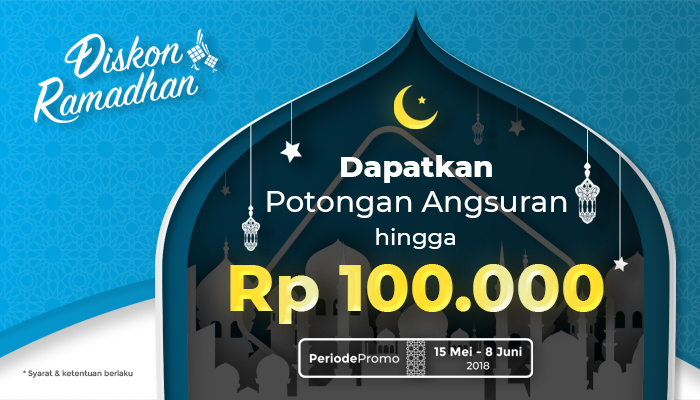 Diskon
Ramadhan
Dapatkan
Potongan Angsuran
hingga
Rp 100.000
PeriodePromo
15 Mei - 8 Juni
2018
* Syarat & ketentuan berlaku